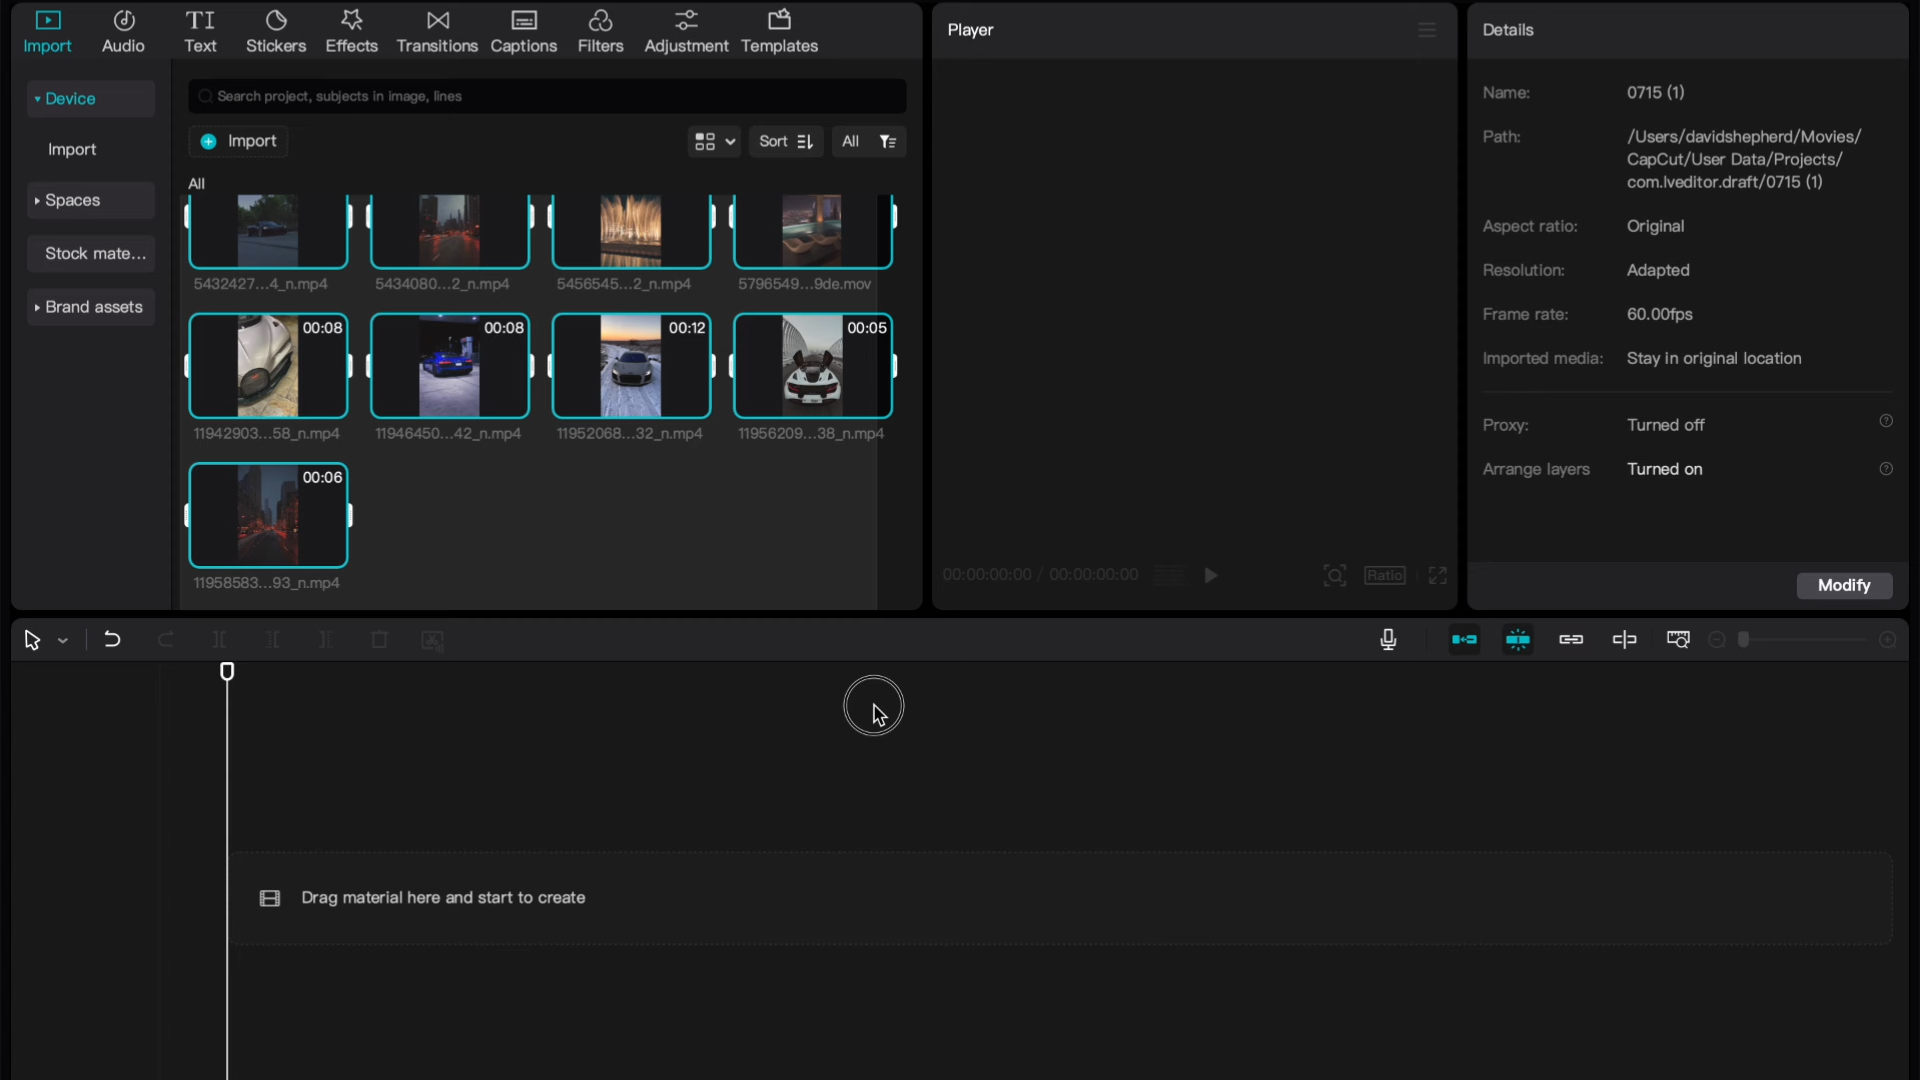 Import
Audio
Text
Stickers
Effects
Transitions
Captions
Filters
Adjustment
Templates
Player
Details
Device
Import
Spaces
Stock mate...
Brand assets
Search project, subjects in image, lines
Import
Sort
All
All
5432427...4_n.mp4
5434080...2_n.mp4
5456545...2_n.mp4
5796549...9de.mov
00:08
00:08
00:12
00:05
11942903...58_n.mp4
11946450...42_n.mp4
11952068...32_n.mp4
11956209...38_n.mp4
00:06
11958583...93_n.mp4
00:00:00:00 / 00:00:00:00
Ratio
Name: 0715 (1)
Path: /Users/davidshepherd/Movies/
CapCut/User Data/Projects/
com.lveditor.draft/0715 (1)
Aspect ratio: Original
Resolution: Adapted
Frame rate: 60.00fps
Imported media: Stay in original location
Proxy: Turned off
Arrange layers Turned on
Modify
Drag material here and start to create